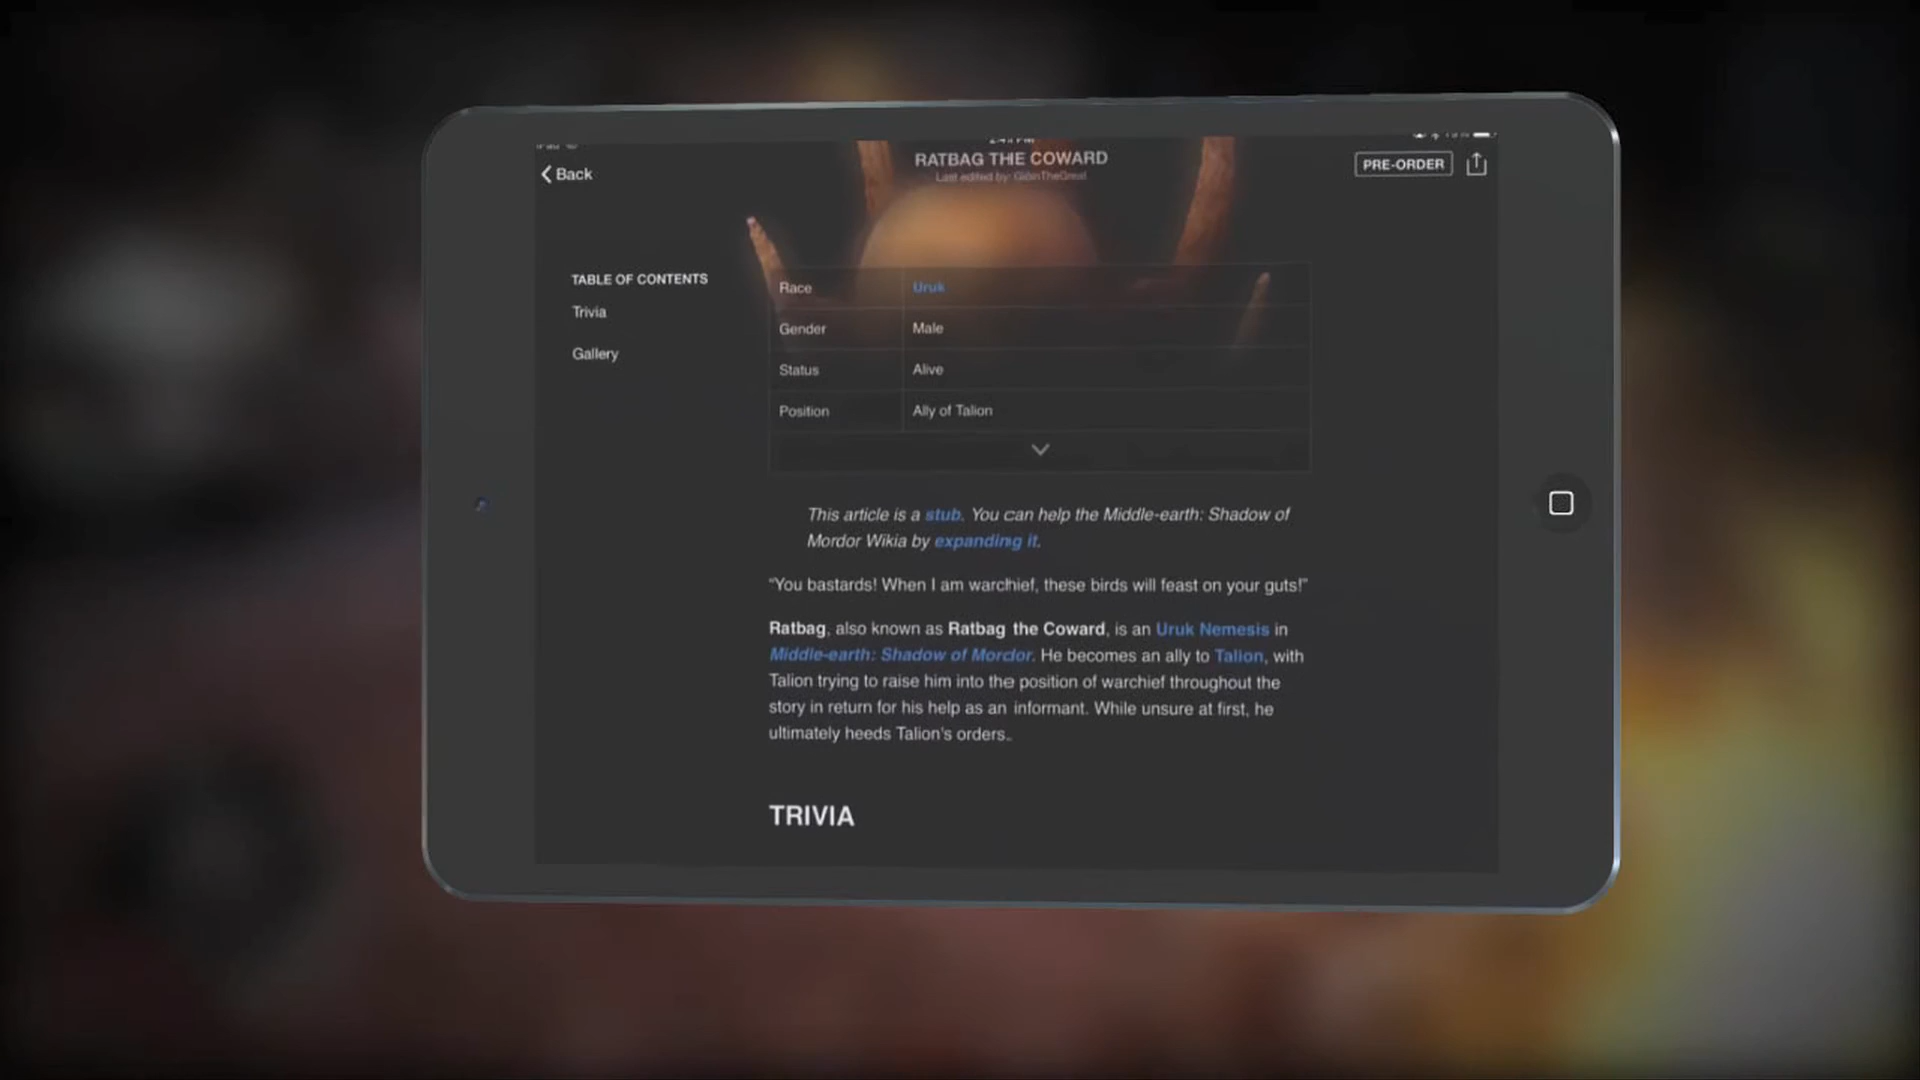 Back
RATBAG THE COWARD
PRE-ORDER
TABLE OF CONTENTS
Trivia
Gallery
Race Uruk
Gender Male
Status Alive
Position Ally of Talion
This article is a stub. You can help the Middle-earth: Shadow of
Mordor Wikia by expanding it.
"You bastards! When I am warchief, these birds will feast on your guts!"
Ratbag, also known as Ratbag the Coward, is an Uruk Nemesis in
Middle-earth: Shadow of Mordor. He becomes an ally to Talion, with
Talion trying to raise him into the position of warchief throughout the
story in return for his help as an informant. While unsure at first, he
ultimately heeds Talion's orders..
TRIVIA